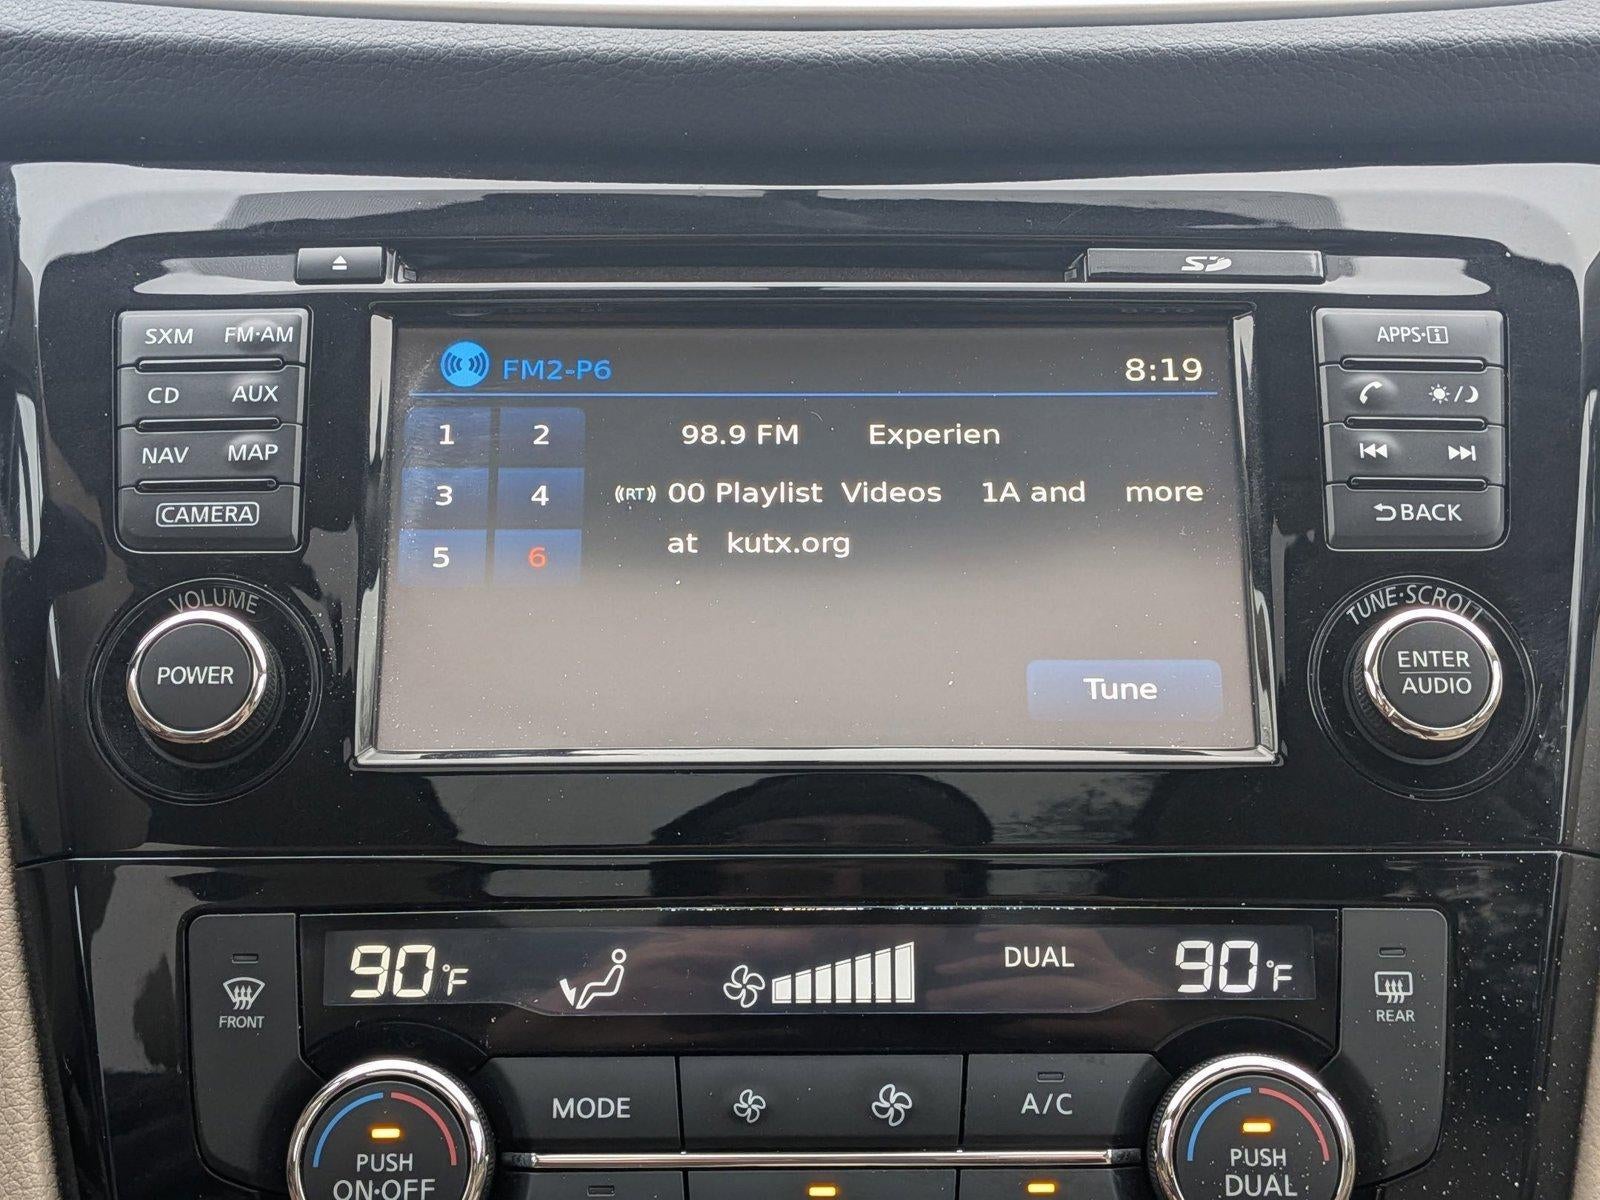 SD
SXM FM·AM
CD AUX
NAV MAP
CAMERA
VOLUME
POWER
FM2-P6 8:19
1 2 98.9 FM Experien
3 4 ((RT)) 00 Playlist Videos 1A and more
5 6 at kutx.org
Tune
APPS·i
BACK
TUNE·SCROLL
ENTER
AUDIO
90°F DUAL 90°F
FRONT
REAR
MODE A/C
PUSH
ON·OFF
PUSH
DUAL